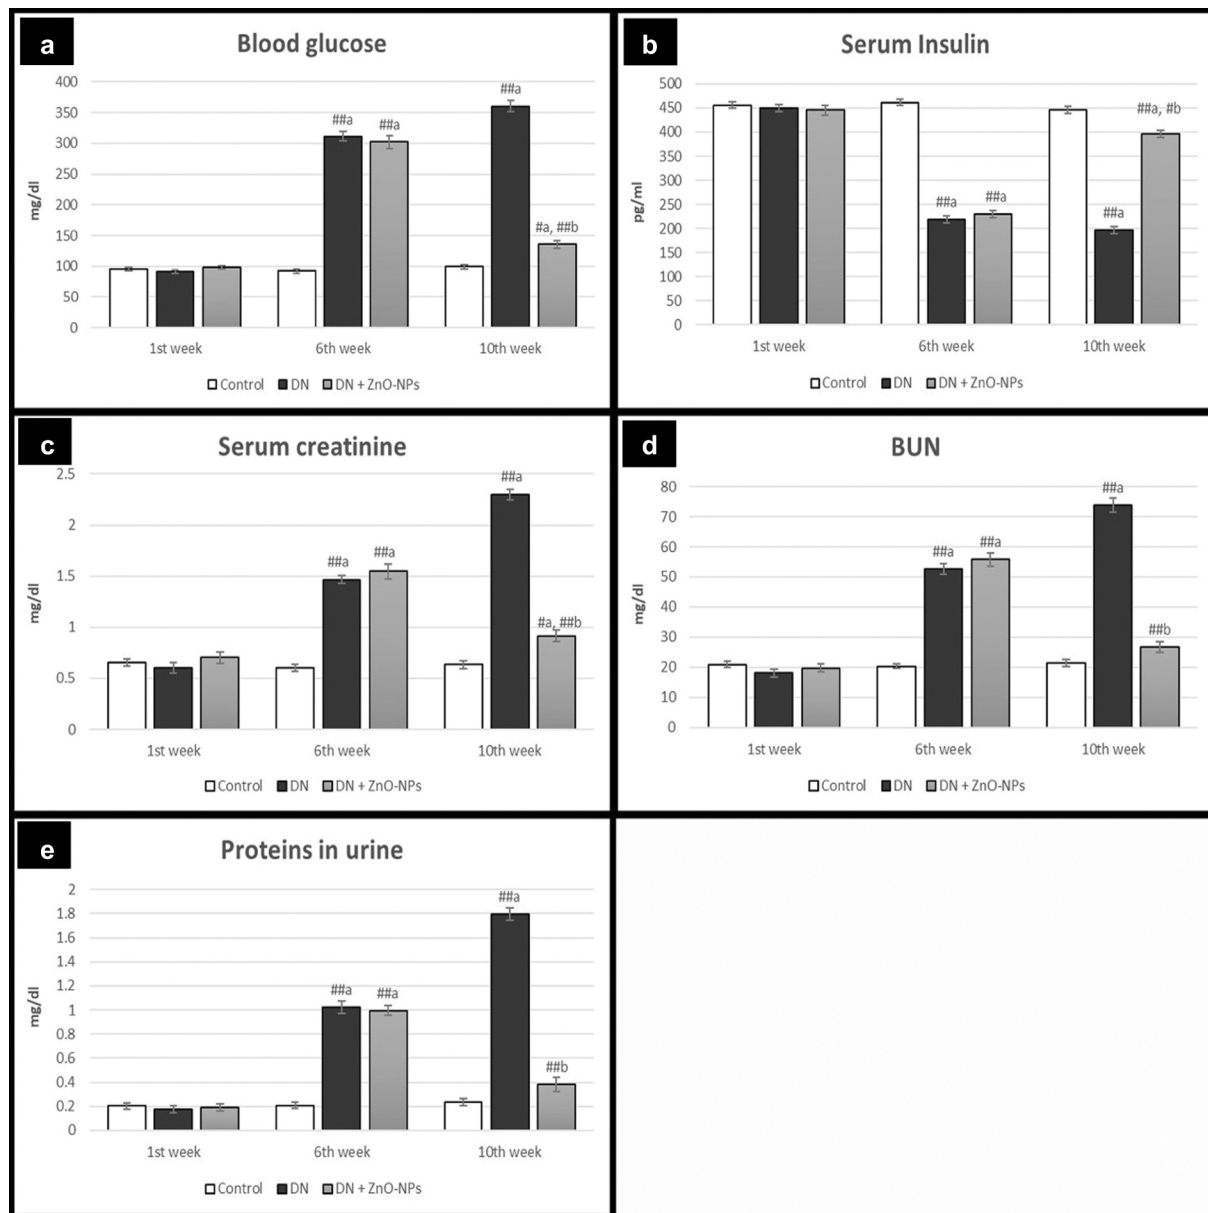 a
Blood glucose
mg/dl
400
350
300
250
200
150
100
50
0
##a
##a
##a
#a, ##b
1st week 6th week 10th week
Control DN DN + ZnO-NPs
b
Serum Insulin
pg/ml
500
450
400
350
300
250
200
150
100
50
0
##a
##a
##a
##a, #b
1st week 6th week 10th week
Control DN DN + ZnO-NPs
c
Serum creatinine
mg/dl
2.5
2
1.5
1
0.5
0
##a
##a
##a
#a, ##b
1st week 6th week 10th week
Control DN DN + ZnO-NPs
d
BUN
mg/dl
80
70
60
50
40
30
20
10
0
##a
##a
##a
##b
1st week 6th week 10th week
Control DN DN + ZnO-NPs
e
Proteins in urine
mg/dl
2
1.8
1.6
1.4
1.2
1
0.8
0.6
0.4
0.2
0
##a
##a
##a
##b
1st week 6th week 10th week
Control DN DN + ZnO-NPs